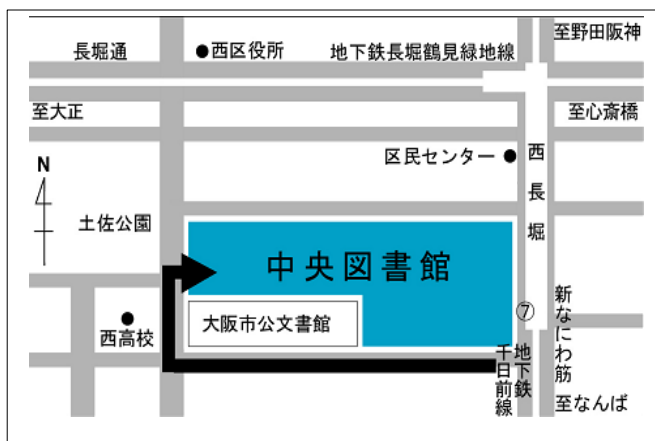 至野田阪神
長堀通
●西区役所
地下鉄長堀鶴見緑地線
至大正
至心斎橋
区民センター ●
西長堀
N
土佐公園
中央図書館
大阪市公文書館
西高校
⑦
新なにわ筋
地下鉄
千日前線
至なんば